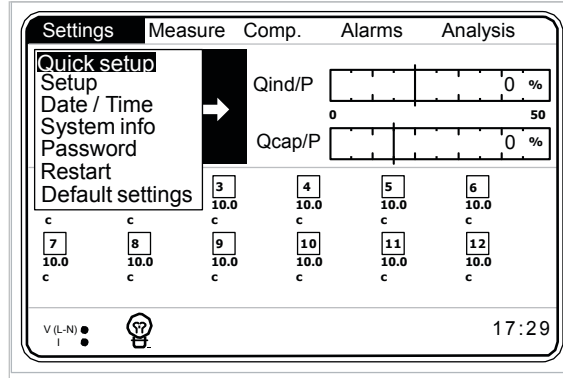 Settings Measure Comp. Alarms Analysis
Quick setup
Setup
Date / Time
System info
Password
Restart
Default settings
Qind/P 0 %
0 50
Qcap/P 0 %
3 4 5 6
10.0 10.0 10.0 10.0
c c c c c c
7 8 9 10 11 12
10.0 10.0 10.0 10.0 10.0 10.0
c c c c c c
V (L-N)
I
17:29